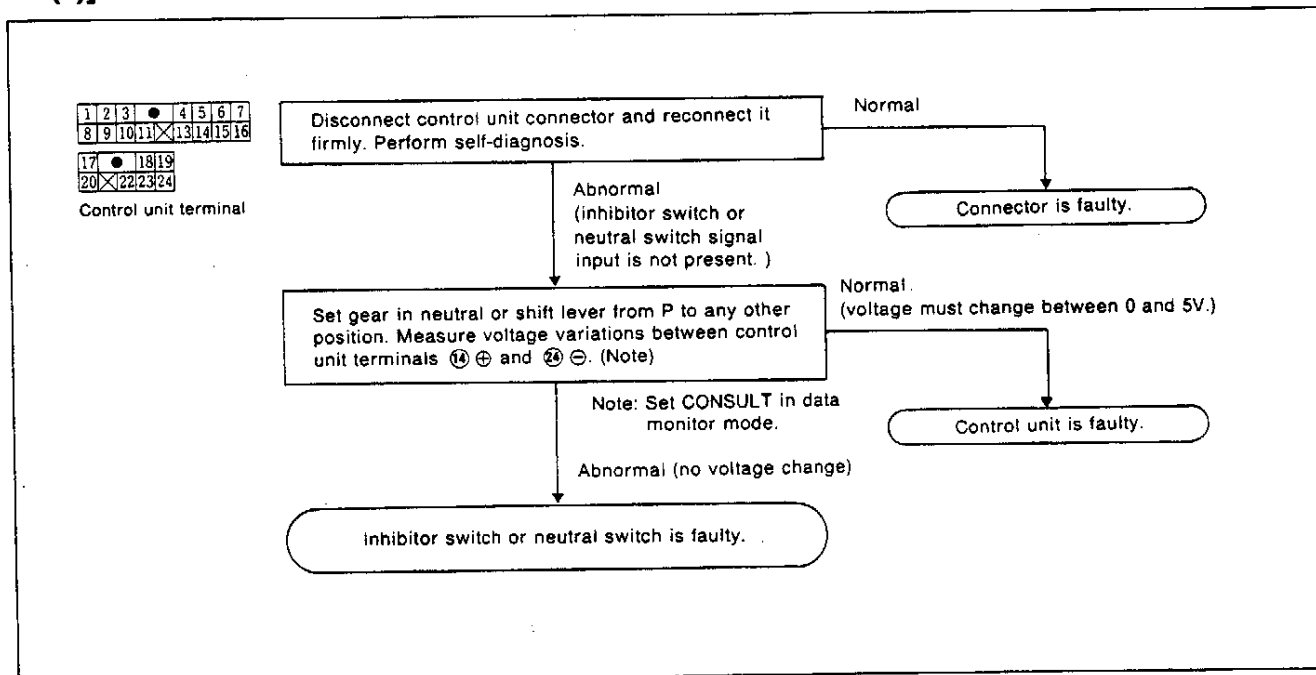 1 2 3 ● 4 5 6 7
8 9 10 11 13 14 15 16
17 ● 18 19
20 22 23 24
Control unit terminal
Disconnect control unit connector and reconnect it
firmly. Perform self-diagnosis.
Normal
Connector is faulty.
Abnormal
(inhibitor switch or
neutral switch signal
input is not present. )
Set gear in neutral or shift lever from P to any other
position. Measure voltage variations between control
unit terminals ⑭ ⊕ and ㉔ ⊖. (Note)
Normal.
(voltage must change between 0 and 5V.)
Control unit is faulty.
Note: Set CONSULT in data
monitor mode.
Abnormal (no voltage change)
Inhibitor switch or neutral switch is faulty.